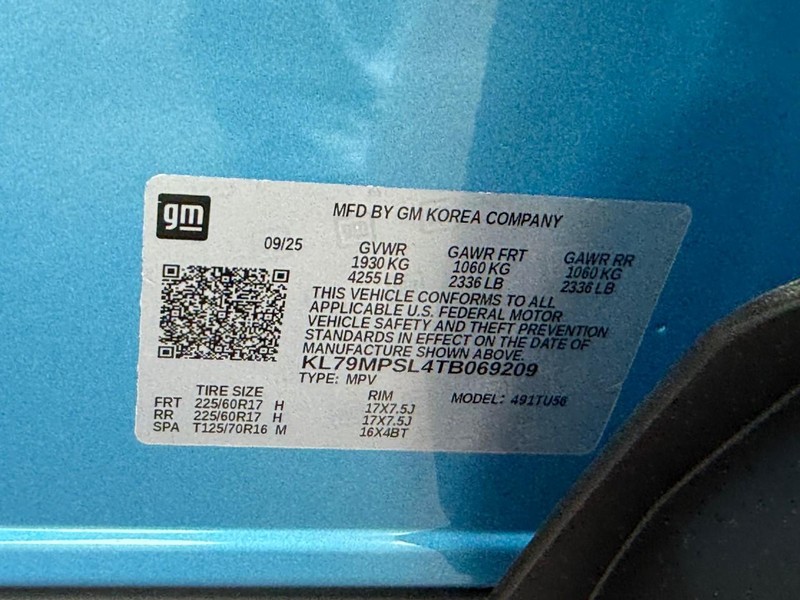 gm
MFD BY GM KOREA COMPANY
09/25 GVWR GAWR FRT GAWR RR
1930 KG 1060 KG 1060 KG
4255 LB 2336 LB 2336 LB
THIS VEHICLE CONFORMS TO ALL
APPLICABLE U.S. FEDERAL MOTOR
VEHICLE SAFETY AND THEFT PREVENTION
STANDARDS IN EFFECT ON THE DATE OF
MANUFACTURE SHOWN ABOVE.
KL79MPSL4TB069209
TYPE: MPV
TIRE SIZE RIM MODEL: 491TU56
FRT 225/60R17 H 17X7.5J
RR 225/60R17 H 17X7.5J
SPA T125/70R16 M 16X4BT